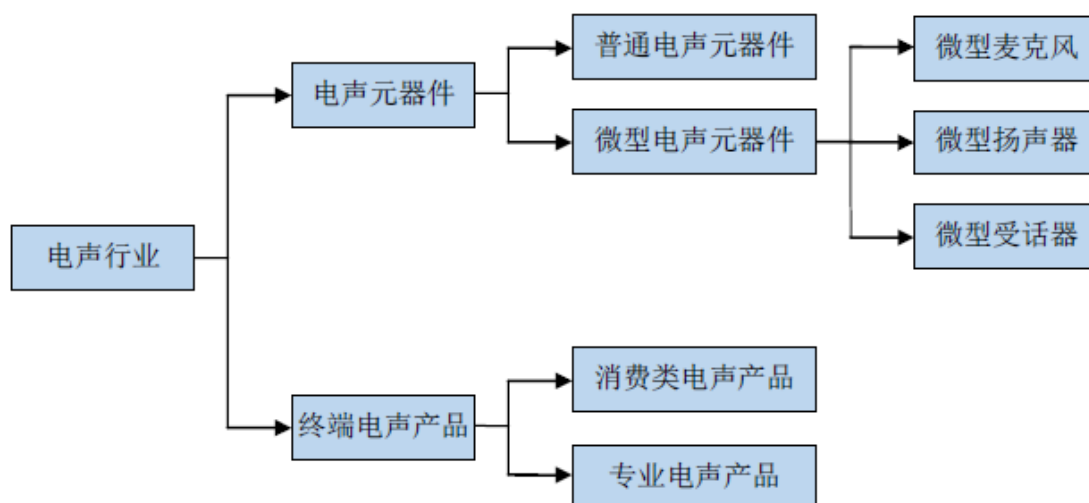 电声行业
电声元器件
普通电声元器件
微型电声元器件
微型麦克风
微型扬声器
微型受话器
终端电声产品
消费类电声产品
专业电声产品